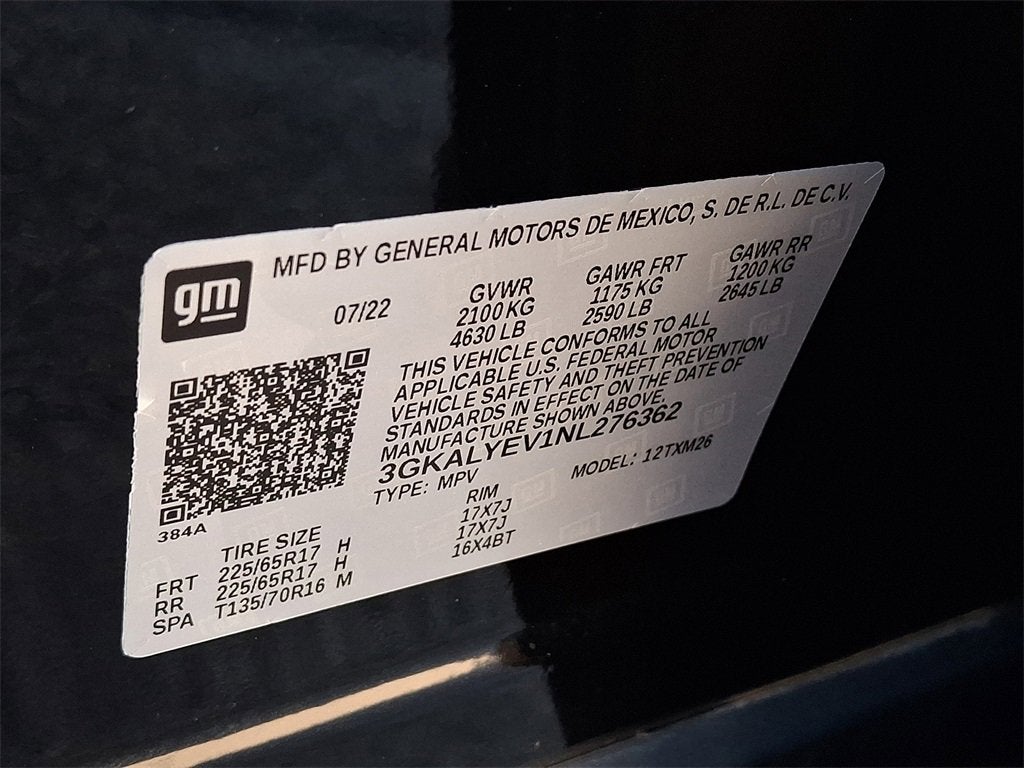 MFD BY GENERAL MOTORS DE MEXICO, S. DE R.L. DE C.V.
gm
07/22
GVWR GAWR FRT GAWR RR
2100 KG 1175 KG 1200 KG
4630 LB 2590 LB 2645 LB
THIS VEHICLE CONFORMS TO ALL
APPLICABLE U.S. FEDERAL MOTOR
VEHICLE SAFETY AND THEFT PREVENTION
STANDARDS IN EFFECT ON THE DATE OF
MANUFACTURE SHOWN ABOVE.
3GKALYEV1NL276362
TYPE: MPV MODEL: 12TXM26
384A
TIRE SIZE RIM
FRT 225/65R17 H 17X7J
RR 225/65R17 H 17X7J
SPA T135/70R16 M 16X4BT